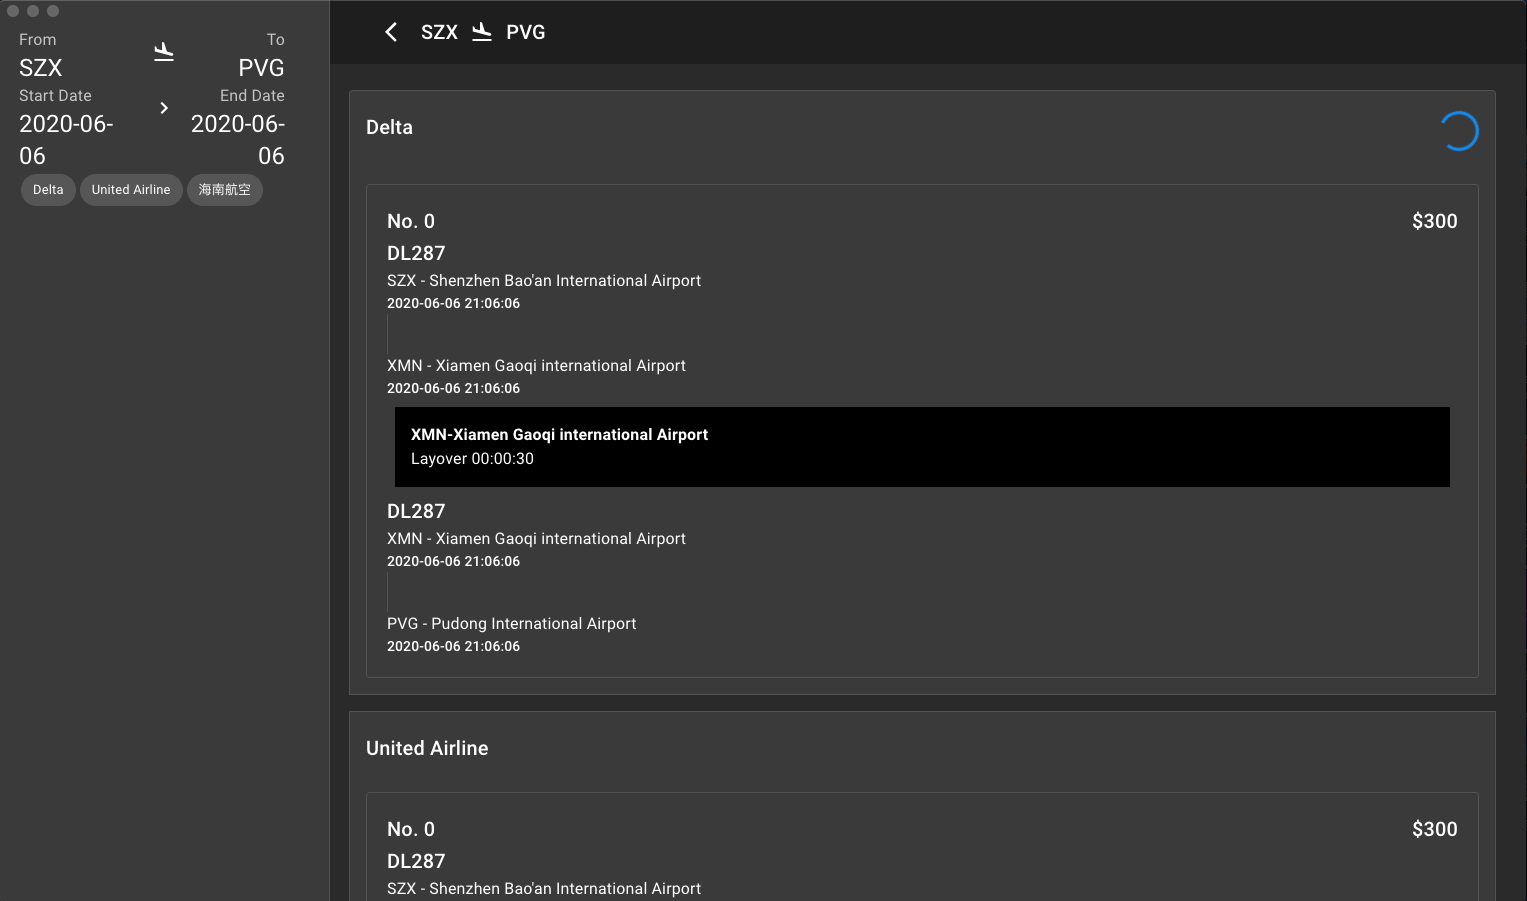 From
To
SZX
PVG
Start Date
End Date
2020-06-
06
2020-06-
06
Delta
United Airline
海南航空
SZX PVG
Delta
No. 0
$300
DL287
SZX - Shenzhen Bao'an International Airport
2020-06-06 21:06:06
XMN - Xiamen Gaoqi international Airport
2020-06-06 21:06:06
XMN-Xiamen Gaoqi international Airport
Layover 00:00:30
DL287
XMN - Xiamen Gaoqi international Airport
2020-06-06 21:06:06
PVG - Pudong International Airport
2020-06-06 21:06:06
United Airline
No. 0
$300
DL287
SZX - Shenzhen Bao'an International Airport